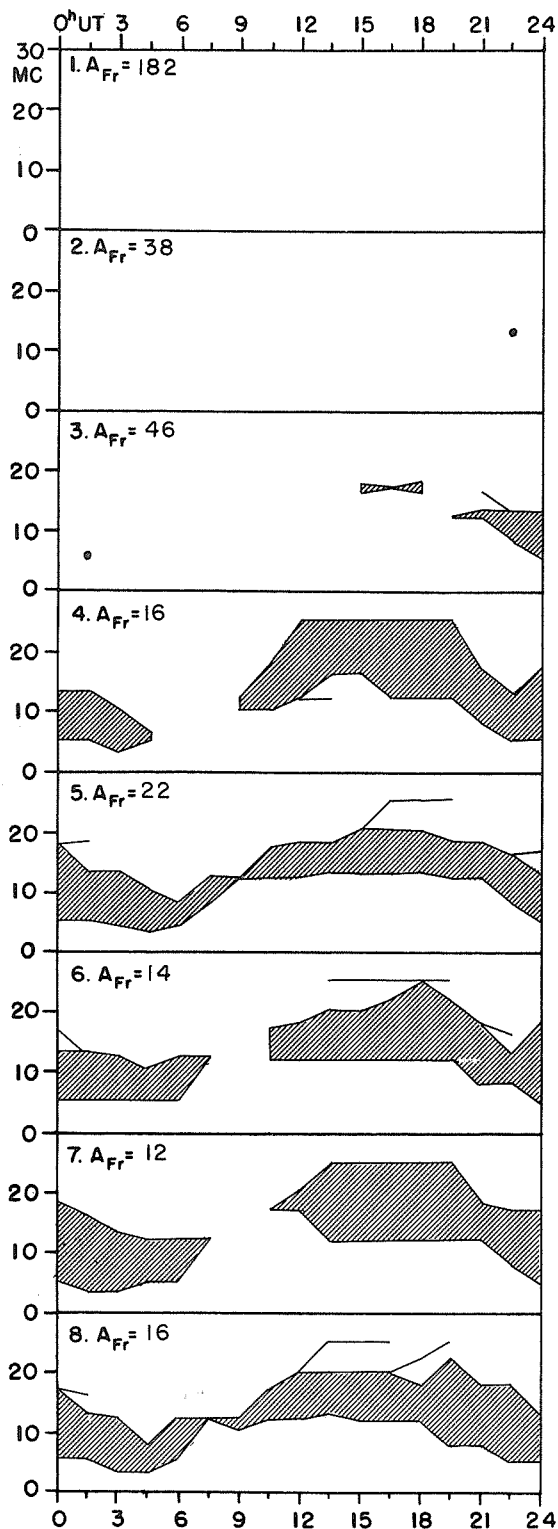 0ʰ UT 3 6 9 12 15 18 21 24
30
MC
1. A_Fr = 182
20
10
0
2. A_Fr = 38
20
10
0
3. A_Fr = 46
20
10
0
4. A_Fr = 16
20
10
0
5. A_Fr = 22
20
10
0
6. A_Fr = 14
20
10
0
7. A_Fr = 12
20
10
0
8. A_Fr = 16
20
10
0
0 3 6 9 12 15 18 21 24